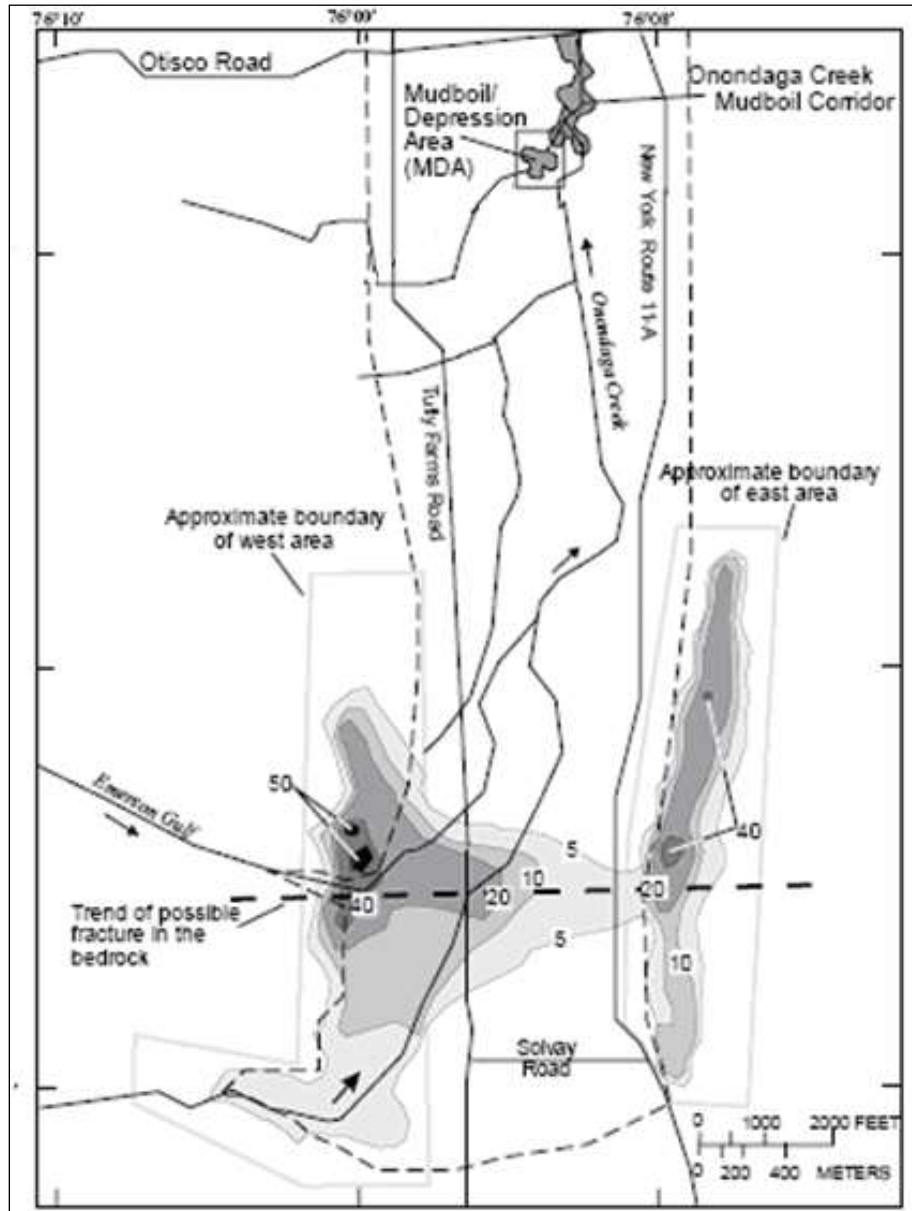 76°10'
76°09'
76°08'
Otisco Road
Mudboil/
Depression
Area
(MDA)
Onondaga Creek
Mudboil Corridor
New York Route 11-A
Onondaga Creek
Tully Farms Road
Approximate boundary
of west area
Approximate boundary
of east area
Emerson Gulf
50
40
5
10
20
20
40
5
10
Trend of possible
fracture in the
bedrock
Solvay
Road
0 1000 2000 FEET
0 200 400 METERS